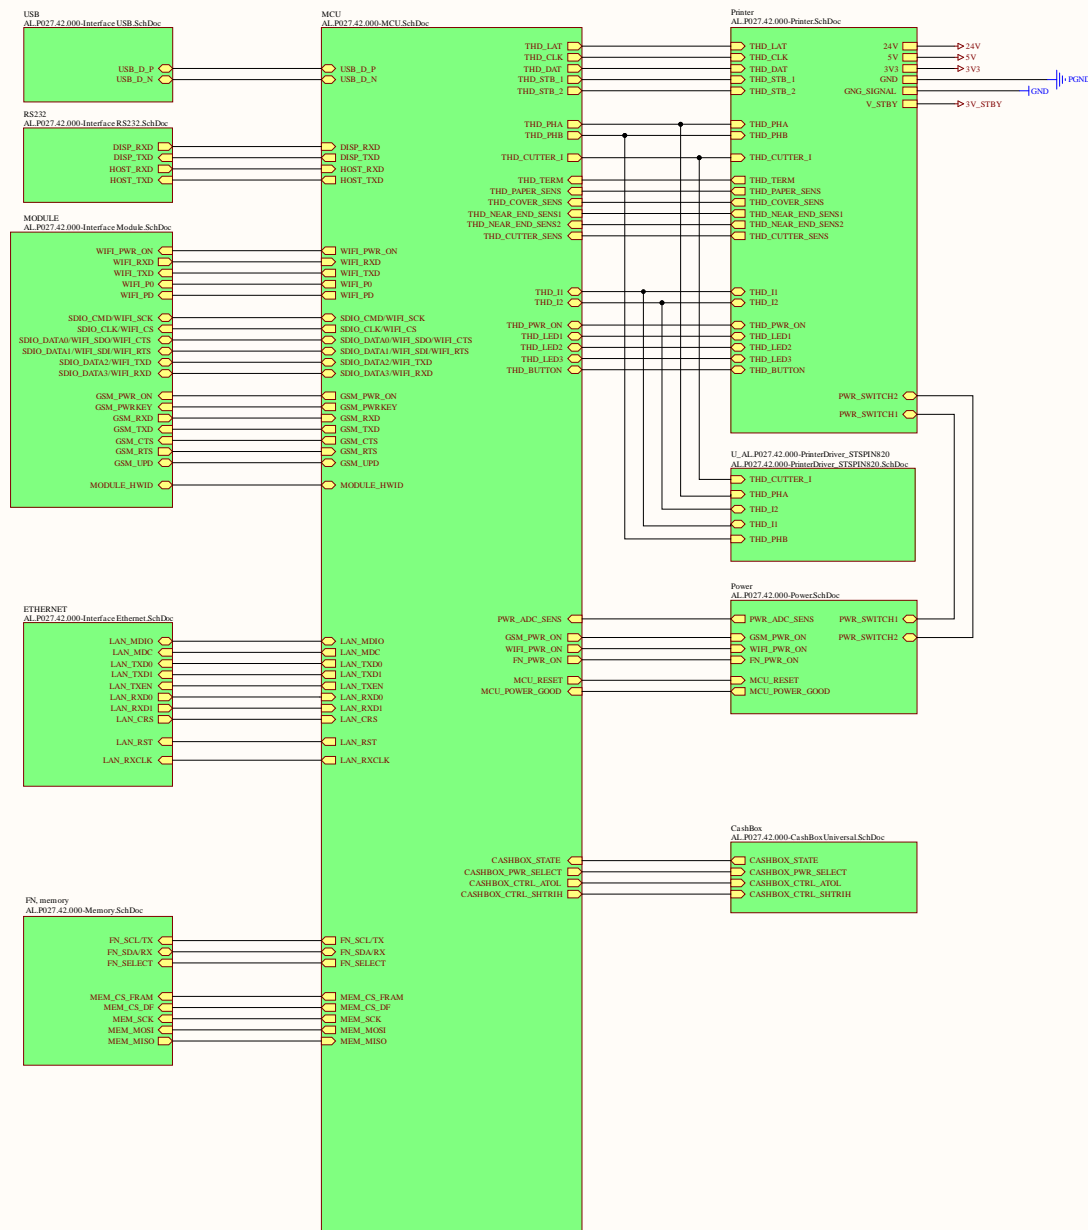 USB
AL.P027.42.000-Interface USB.SchDoc
USB_D_P
USB_D_N
RS232
AL.P027.42.000-Interface RS232.SchDoc
DISP_RXD
DISP_TXD
HOST_RXD
HOST_TXD
MODULE
AL.P027.42.000-Interface Module.SchDoc
WIFI_PWR_ON
WIFI_RXD
WIFI_TXD
WIFI_P0
WIFI_PD
SDIO_CMD/WIFI_SCK
SDIO_CLK/WIFI_CS
SDIO_DATA0/WIFI_SDO/WIFI_CTS
SDIO_DATA1/WIFI_SDI/WIFI_RTS
SDIO_DATA2/WIFI_TXD
SDIO_DATA3/WIFI_RXD
GSM_PWR_ON
GSM_PWRKEY
GSM_RXD
GSM_TXD
GSM_CTS
GSM_RTS
GSM_UPD
MODULE_HWID
ETHERNET
AL.P027.42.000-Interface Ethernet.SchDoc
LAN_MDIO
LAN_MDC
LAN_TXD0
LAN_TXD1
LAN_TXEN
LAN_RXD0
LAN_RXD1
LAN_CRS
LAN_RST
LAN_RXCLK
FN, memory
AL.P027.42.000-Memory.SchDoc
FN_SCL/TX
FN_SDA/RX
FN_SELECT
MEM_CS_FRAM
MEM_CS_DF
MEM_SCK
MEM_MOSI
MEM_MISO
MCU
AL.P027.42.000-MCU.SchDoc
USB_D_P
USB_D_N
DISP_RXD
DISP_TXD
HOST_RXD
HOST_TXD
WIFI_PWR_ON
WIFI_RXD
WIFI_TXD
WIFI_P0
WIFI_PD
SDIO_CMD/WIFI_SCK
SDIO_CLK/WIFI_CS
SDIO_DATA0/WIFI_SDO/WIFI_CTS
SDIO_DATA1/WIFI_SDI/WIFI_RTS
SDIO_DATA2/WIFI_TXD
SDIO_DATA3/WIFI_RXD
GSM_PWR_ON
GSM_PWRKEY
GSM_RXD
GSM_TXD
GSM_CTS
GSM_RTS
GSM_UPD
MODULE_HWID
LAN_MDIO
LAN_MDC
LAN_TXD0
LAN_TXD1
LAN_TXEN
LAN_RXD0
LAN_RXD1
LAN_CRS
LAN_RST
LAN_RXCLK
FN_SCL/TX
FN_SDA/RX
FN_SELECT
MEM_CS_FRAM
MEM_CS_DF
MEM_SCK
MEM_MOSI
MEM_MISO
THD_LAT
THD_CLK
THD_DAT
THD_STB_1
THD_STB_2
THD_PHA
THD_PHB
THD_CUTTER_I
THD_TERM
THD_PAPER_SENS
THD_COVER_SENS
THD_NEAR_END_SENS1
THD_NEAR_END_SENS2
THD_CUTTER_SENS
THD_I1
THD_I2
THD_PWR_ON
THD_LED1
THD_LED2
THD_LED3
THD_BUTTON
PWR_ADC_SENS
GSM_PWR_ON
WIFI_PWR_ON
FN_PWR_ON
MCU_RESET
MCU_POWER_GOOD
CASHBOX_STATE
CASHBOX_PWR_SELECT
CASHBOX_CTRL_ATOL
CASHBOX_CTRL_SHTRIH
Printer
AL.P027.42.000-Printer.SchDoc
THD_LAT
THD_CLK
THD_DAT
THD_STB_1
THD_STB_2
THD_PHA
THD_PHB
THD_CUTTER_I
THD_TERM
THD_PAPER_SENS
THD_COVER_SENS
THD_NEAR_END_SENS1
THD_NEAR_END_SENS2
THD_CUTTER_SENS
THD_I1
THD_I2
THD_PWR_ON
THD_LED1
THD_LED2
THD_LED3
THD_BUTTON
24V 24V
5V 5V
3V3 3V3
GND PGND
GNG_SIGNAL GND
V_STBY 3V_STBY
PWR_SWITCH2
PWR_SWITCH1
U_AL.P027.42.000-PrinterDriver_STSPIN820
AL.P027.42.000-PrinterDriver_STSPIN820.SchDoc
THD_CUTTER_I
THD_PHA
THD_I2
THD_I1
THD_PHB
Power
AL.P027.42.000-Power.SchDoc
PWR_ADC_SENS PWR_SWITCH1
GSM_PWR_ON PWR_SWITCH2
WIFI_PWR_ON
FN_PWR_ON
MCU_RESET
MCU_POWER_GOOD
CashBox
AL.P027.42.000-CashBoxUniversal.SchDoc
CASHBOX_STATE
CASHBOX_PWR_SELECT
CASHBOX_CTRL_ATOL
CASHBOX_CTRL_SHTRIH